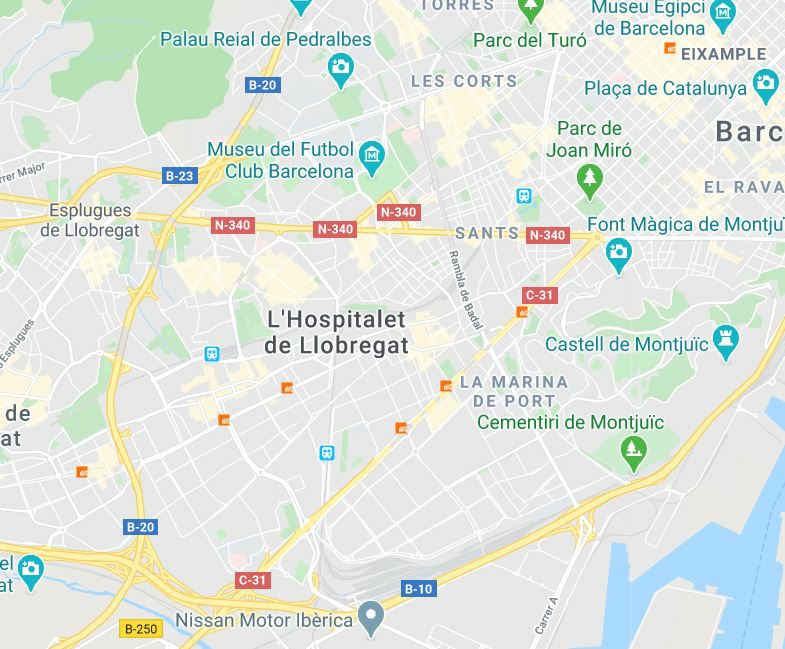 TORRES
Museu Egipci
de Barcelona
Palau Reial de Pedralbes
Parc del Turó
EIXAMPLE
B-20
LES CORTS
Plaça de Catalunya
Parc de
Joan Miró
Barc
Museu del Futbol
Club Barcelona
rrer Major
B-23
EL RAVA
Esplugues
de Llobregat
N-340
N-340
N-340
SANTS
N-340
Font Màgica de Montjuï
Rambla de Badal
C-31
L'Hospitalet
de Llobregat
d'Esplugues
Castell de Montjuïc
LA MARINA
DE PORT
de
at
Cementiri de Montjuïc
B-20
el
at
C-31
B-10
Carrer A
Nissan Motor Ibèrica
B-250